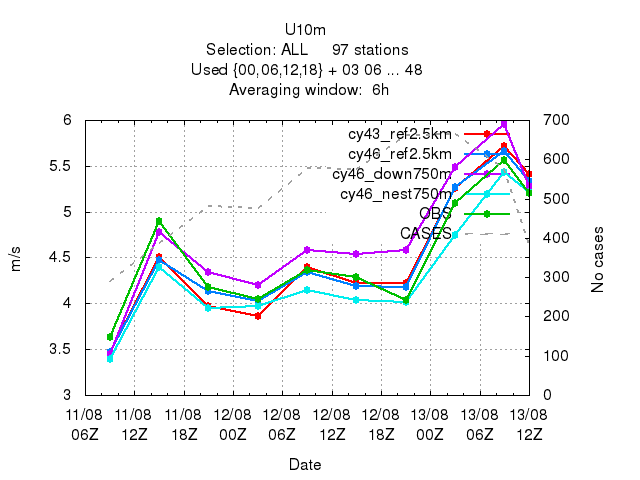 U10m
Selection: ALL 97 stations
Used {00,06,12,18} + 03 06 ... 48
Averaging window: 6h
6
5.5
5
4.5
4
3.5
3
m/s
700
600
500
400
300
200
100
0
No cases
cy43_ref2.5km
cy46_ref2.5km
cy46_down750m
cy46_nest750m
OBS
CASES
11/08 11/08 11/08 12/08 12/08 12/08 12/08 13/08 13/08 13/08
06Z 12Z 18Z 00Z 06Z 12Z 18Z 00Z 06Z 12Z
Date